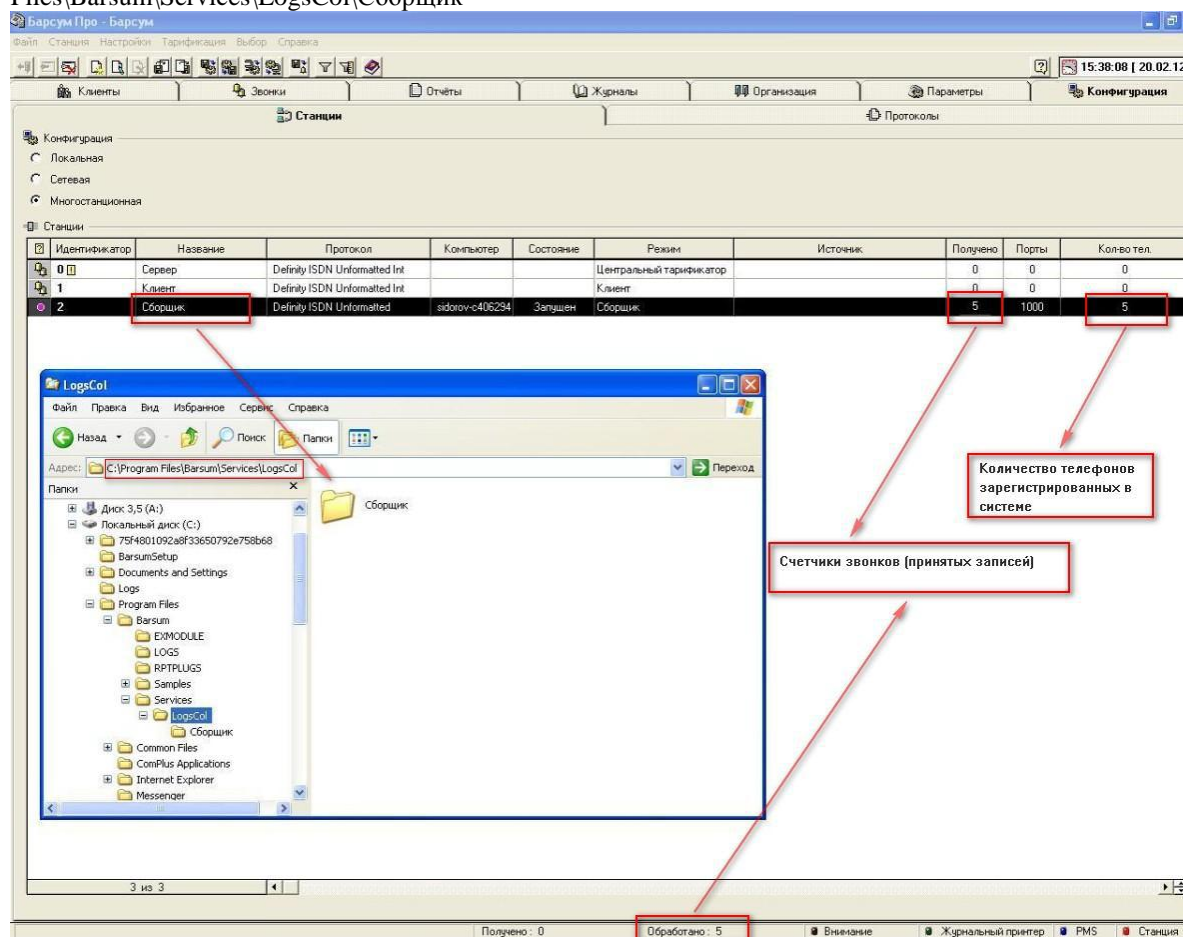 Files\Barsum\Services\LogsCol\Сборщик
Барсум Про - Барсум
Файл Станция Настройки Тарификация Выбор Справка
15:38:08 [ 20.02.12
Клиенты Звонки Отчёты Журналы Организация Параметры Конфигурация
Станции Протоколы
Конфигурация
Локальная
Сетевая
Многостанционная
Станции
Идентификатор Название Протокол Компьютер Состояние Режим Источник Получено Порты Кол-во тел.
0 Сервер Definity ISDN Unformatted Int Центральный тарификатор 0 0 0
1 Клиент Definity ISDN Unformatted Int Клиент 0 0 0
2 Сборщик Definity ISDN Unformatted sidorov-c406294 Запущен Сборщик 5 1000 5
LogsCol
Файл Правка Вид Избранное Сервис Справка
Назад Поиск Папки
Адрес: C:\Program Files\Barsum\Services\LogsCol Переход
Папки
Диск 3,5 (A:)
Локальный диск (C:)
75f4801092a8f33650792e758b68
BarsumSetup
Documents and Settings
Logs
Program Files
Barsum
EXMODULE
LOGS
RPTPLUGS
Samples
Services
LogsCol
Сборщик
Common Files
ComPlus Applications
Internet Explorer
Messenger
Сборщик
Количество телефонов
зарегистрированных в
системе
Счетчики звонков (принятых записей)
3 из 3
Получено : 0 Обработано : 5 Внимание Журнальный принтер PMS Станция